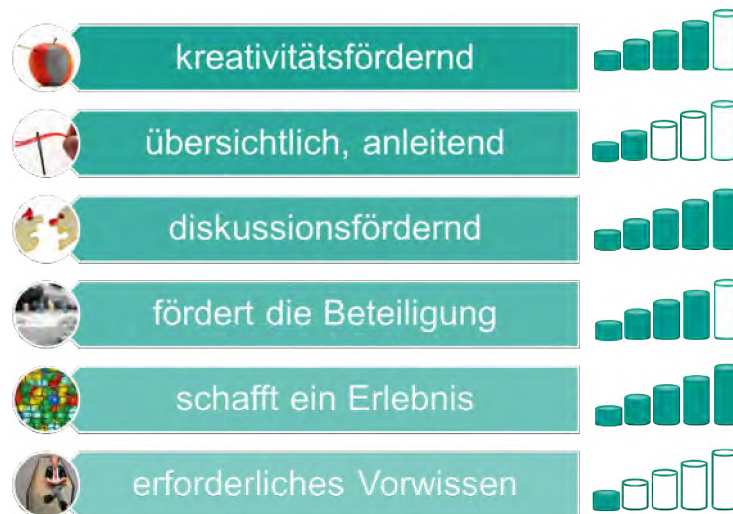 kreativitätsfördernd
übersichtlich, anleitend
diskussionsfördernd
fördert die Beteiligung
schafft ein Erlebnis
erforderliches Vorwissen